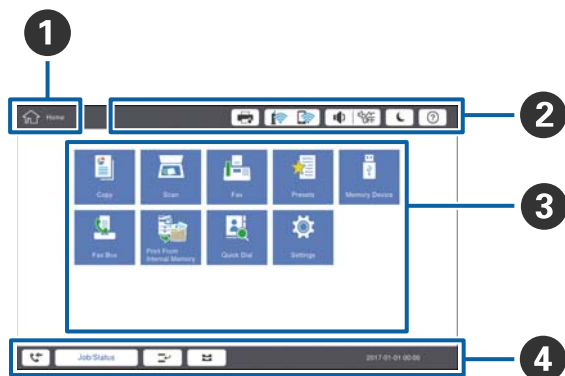 1
Home
OFF
2
Copy
Scan
Fax
Presets
Memory Device
3
Fax Box
Print From
Internal Memory
Quick Dial
Settings
Job/Status
2017-01-01 00:00
4